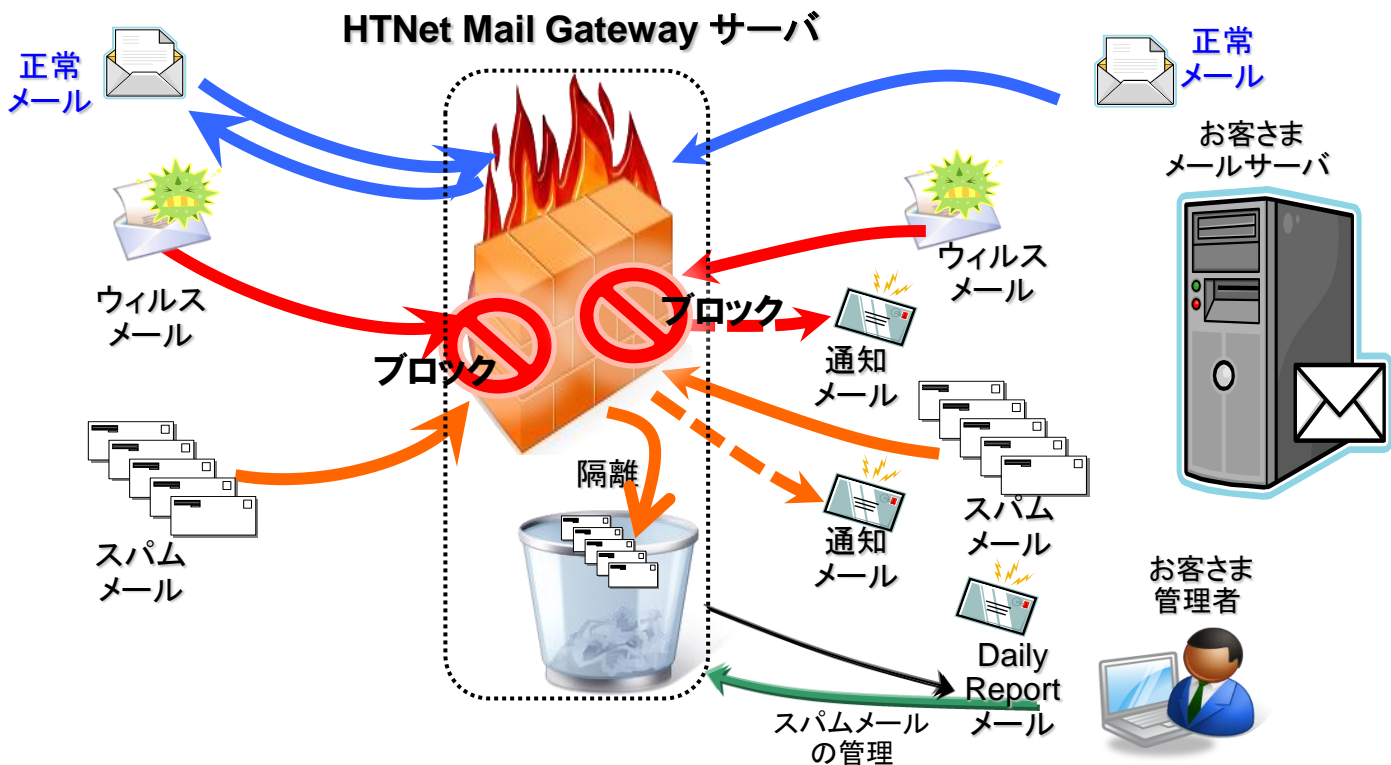 HTNet Mail Gateway サーバ
正常
メール
正常
メール
お客さま
メールサーバ
ウィルス
メール
ウィルス
メール
ブロック
ブロック
通知
メール
スパム
メール
隔離
通知
メール
スパム
メール
お客さま
管理者
Daily
Report
メール
スパムメール
の管理